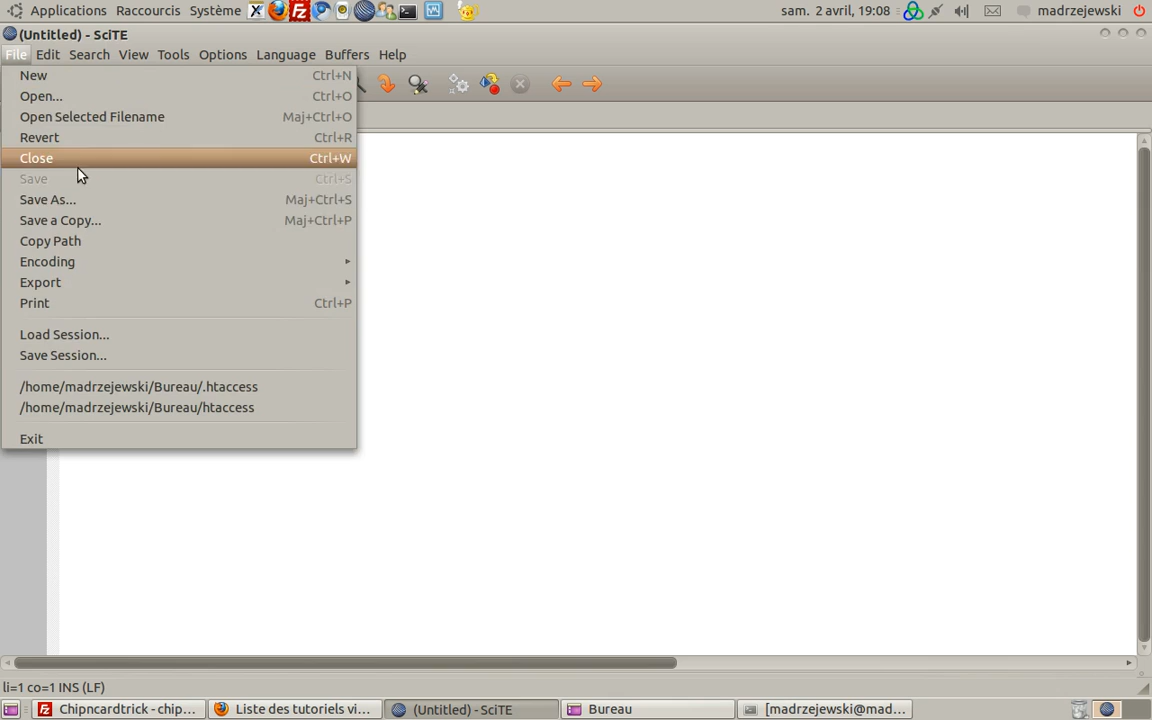 Applications Raccourcis Système sam. 2 avril, 19:08 madrzejewski
(Untitled) - SciTE
File Edit Search View Tools Options Language Buffers Help
New Ctrl+N
Open... Ctrl+O
Open Selected Filename Maj+Ctrl+O
Revert Ctrl+R
Close Ctrl+W
Save Ctrl+S
Save As... Maj+Ctrl+S
Save a Copy... Maj+Ctrl+P
Copy Path
Encoding
Export
Print Ctrl+P
Load Session...
Save Session...
/home/madrzejewski/Bureau/.htaccess
/home/madrzejewski/Bureau/htaccess
Exit
li=1 co=1 INS (LF)
Chipncardtrick - chip... Liste des tutoriels vi... (Untitled) - SciTE Bureau [madrzejewski@mad...